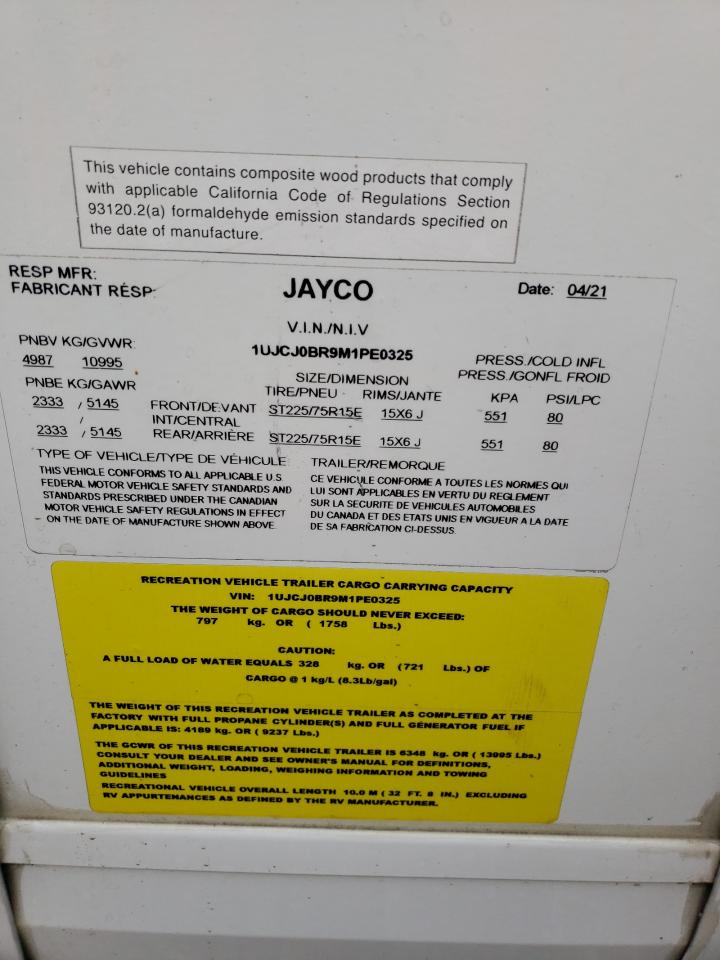 This vehicle contains composite wood products that comply
with applicable California Code of Regulations Section
93120.2(a) formaldehyde emission standards specified on
the date of manufacture.
RESP MFR:
FABRICANT RÉSP:
JAYCO
Date: 04/21
V.I.N./N.I.V
1UJCJ0BR9M1PE0325
PNBV KG/GVWR:
4987 10995
PRESS./COLD INFL
PRESS./GONFL FROID
SIZE/DIMENSION
PNBE KG/GAWR
TIRE/PNEU RIMS/JANTE
KPA PSI/LPC
2333 / 5145 FRONT/DEVANT ST225/75R15E 15X6 J 551 80
/ INT/CENTRAL
2333 / 5145 REAR/ARRIÈRE ST225/75R15E 15X6 J 551 80
TYPE OF VEHICLE/TYPE DE VÉHICULE: TRAILER/REMORQUE
THIS VEHICLE CONFORMS TO ALL APPLICABLE U.S.
FEDERAL MOTOR VEHICLE SAFETY STANDARDS AND
STANDARDS PRESCRIBED UNDER THE CANADIAN
MOTOR VEHICLE SAFETY REGULATIONS IN EFFECT
ON THE DATE OF MANUFACTURE SHOWN ABOVE.
CE VEHICULE CONFORME A TOUTES LES NORMES QUI
LUI SONT APPLICABLES EN VERTU DU REGLEMENT
SUR LA SECURITE DE VEHICULES AUTOMOBILES
DU CANADA ET DES ETATS UNIS EN VIGUEUR A LA DATE
DE SA FABRICATION CI-DESSUS.
RECREATION VEHICLE TRAILER CARGO CARRYING CAPACITY
VIN: 1UJCJ0BR9M1PE0325
THE WEIGHT OF CARGO SHOULD NEVER EXCEED:
797 kg. OR ( 1758 Lbs.)
CAUTION:
A FULL LOAD OF WATER EQUALS 328 kg. OR (721 Lbs.) OF
CARGO @ 1 kg/L (8.3Lb/gal)
THE WEIGHT OF THIS RECREATION VEHICLE TRAILER AS COMPLETED AT THE
FACTORY WITH FULL PROPANE CYLINDER(S) AND FULL GENERATOR FUEL IF
APPLICABLE IS: 4189 kg. OR ( 9237 Lbs.)
THE GCWR OF THIS RECREATION VEHICLE TRAILER IS 6348 kg. OR ( 13995 Lbs.)
CONSULT YOUR DEALER AND SEE OWNER'S MANUAL FOR DEFINITIONS,
ADDITIONAL WEIGHT, LOADING, WEIGHING INFORMATION AND TOWING
GUIDELINES
RECREATIONAL VEHICLE OVERALL LENGTH 10.0 M ( 32 FT. 8 IN.) EXCLUDING
RV APPURTENANCES AS DEFINED BY THE RV MANUFACTURER.